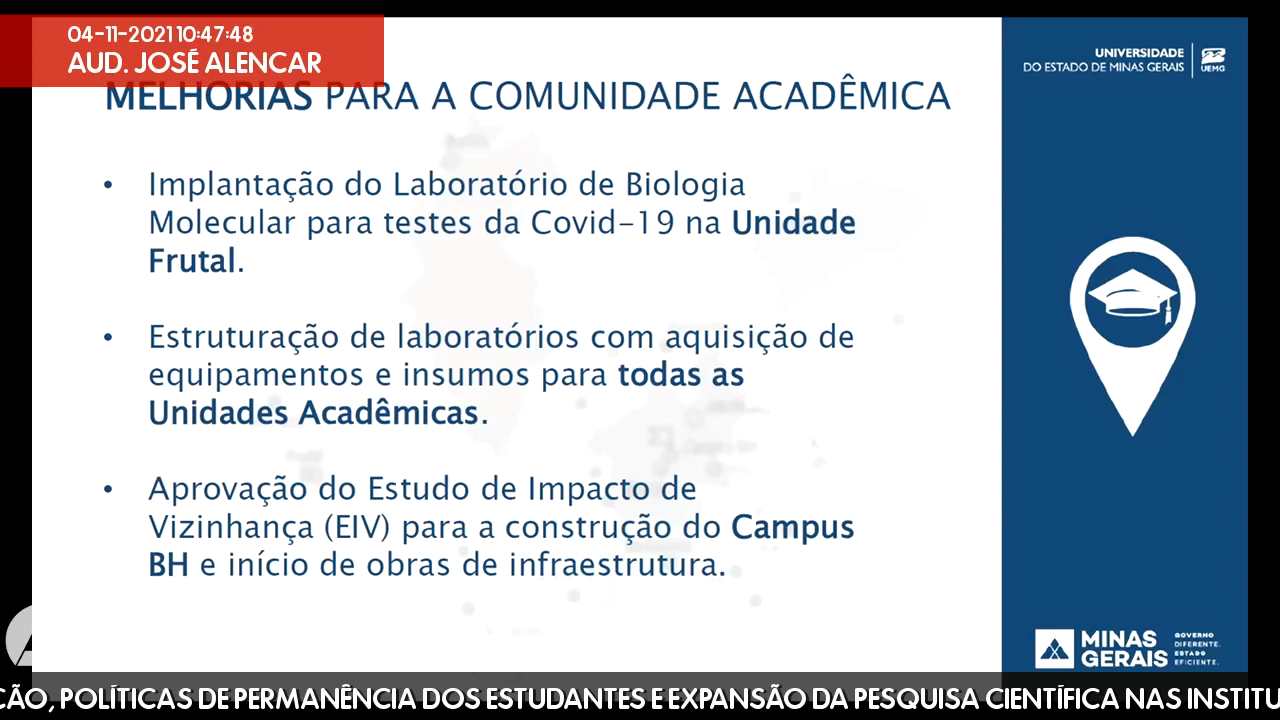 04-11-2021 10:47:48
AUD. JOSÉ ALENCAR
MELHORIAS PARA A COMUNIDADE ACADÊMICA
UNIVERSIDADE
DO ESTADO DE MINAS GERAIS
UEMG
• Implantação do Laboratório de Biologia
Molecular para testes da Covid-19 na Unidade
Frutal.
• Estruturação de laboratórios com aquisição de
equipamentos e insumos para todas as
Unidades Acadêmicas.
• Aprovação do Estudo de Impacto de
Vizinhança (EIV) para a construção do Campus
BH e início de obras de infraestrutura.
MINAS
GERAIS
GOVERNO
DIFERENTE.
ESTADO
EFICIENTE.
ÇÃO, POLÍTICAS DE PERMANÊNCIA DOS ESTUDANTES E EXPANSÃO DA PESQUISA CIENTÍFICA NAS INSTITU